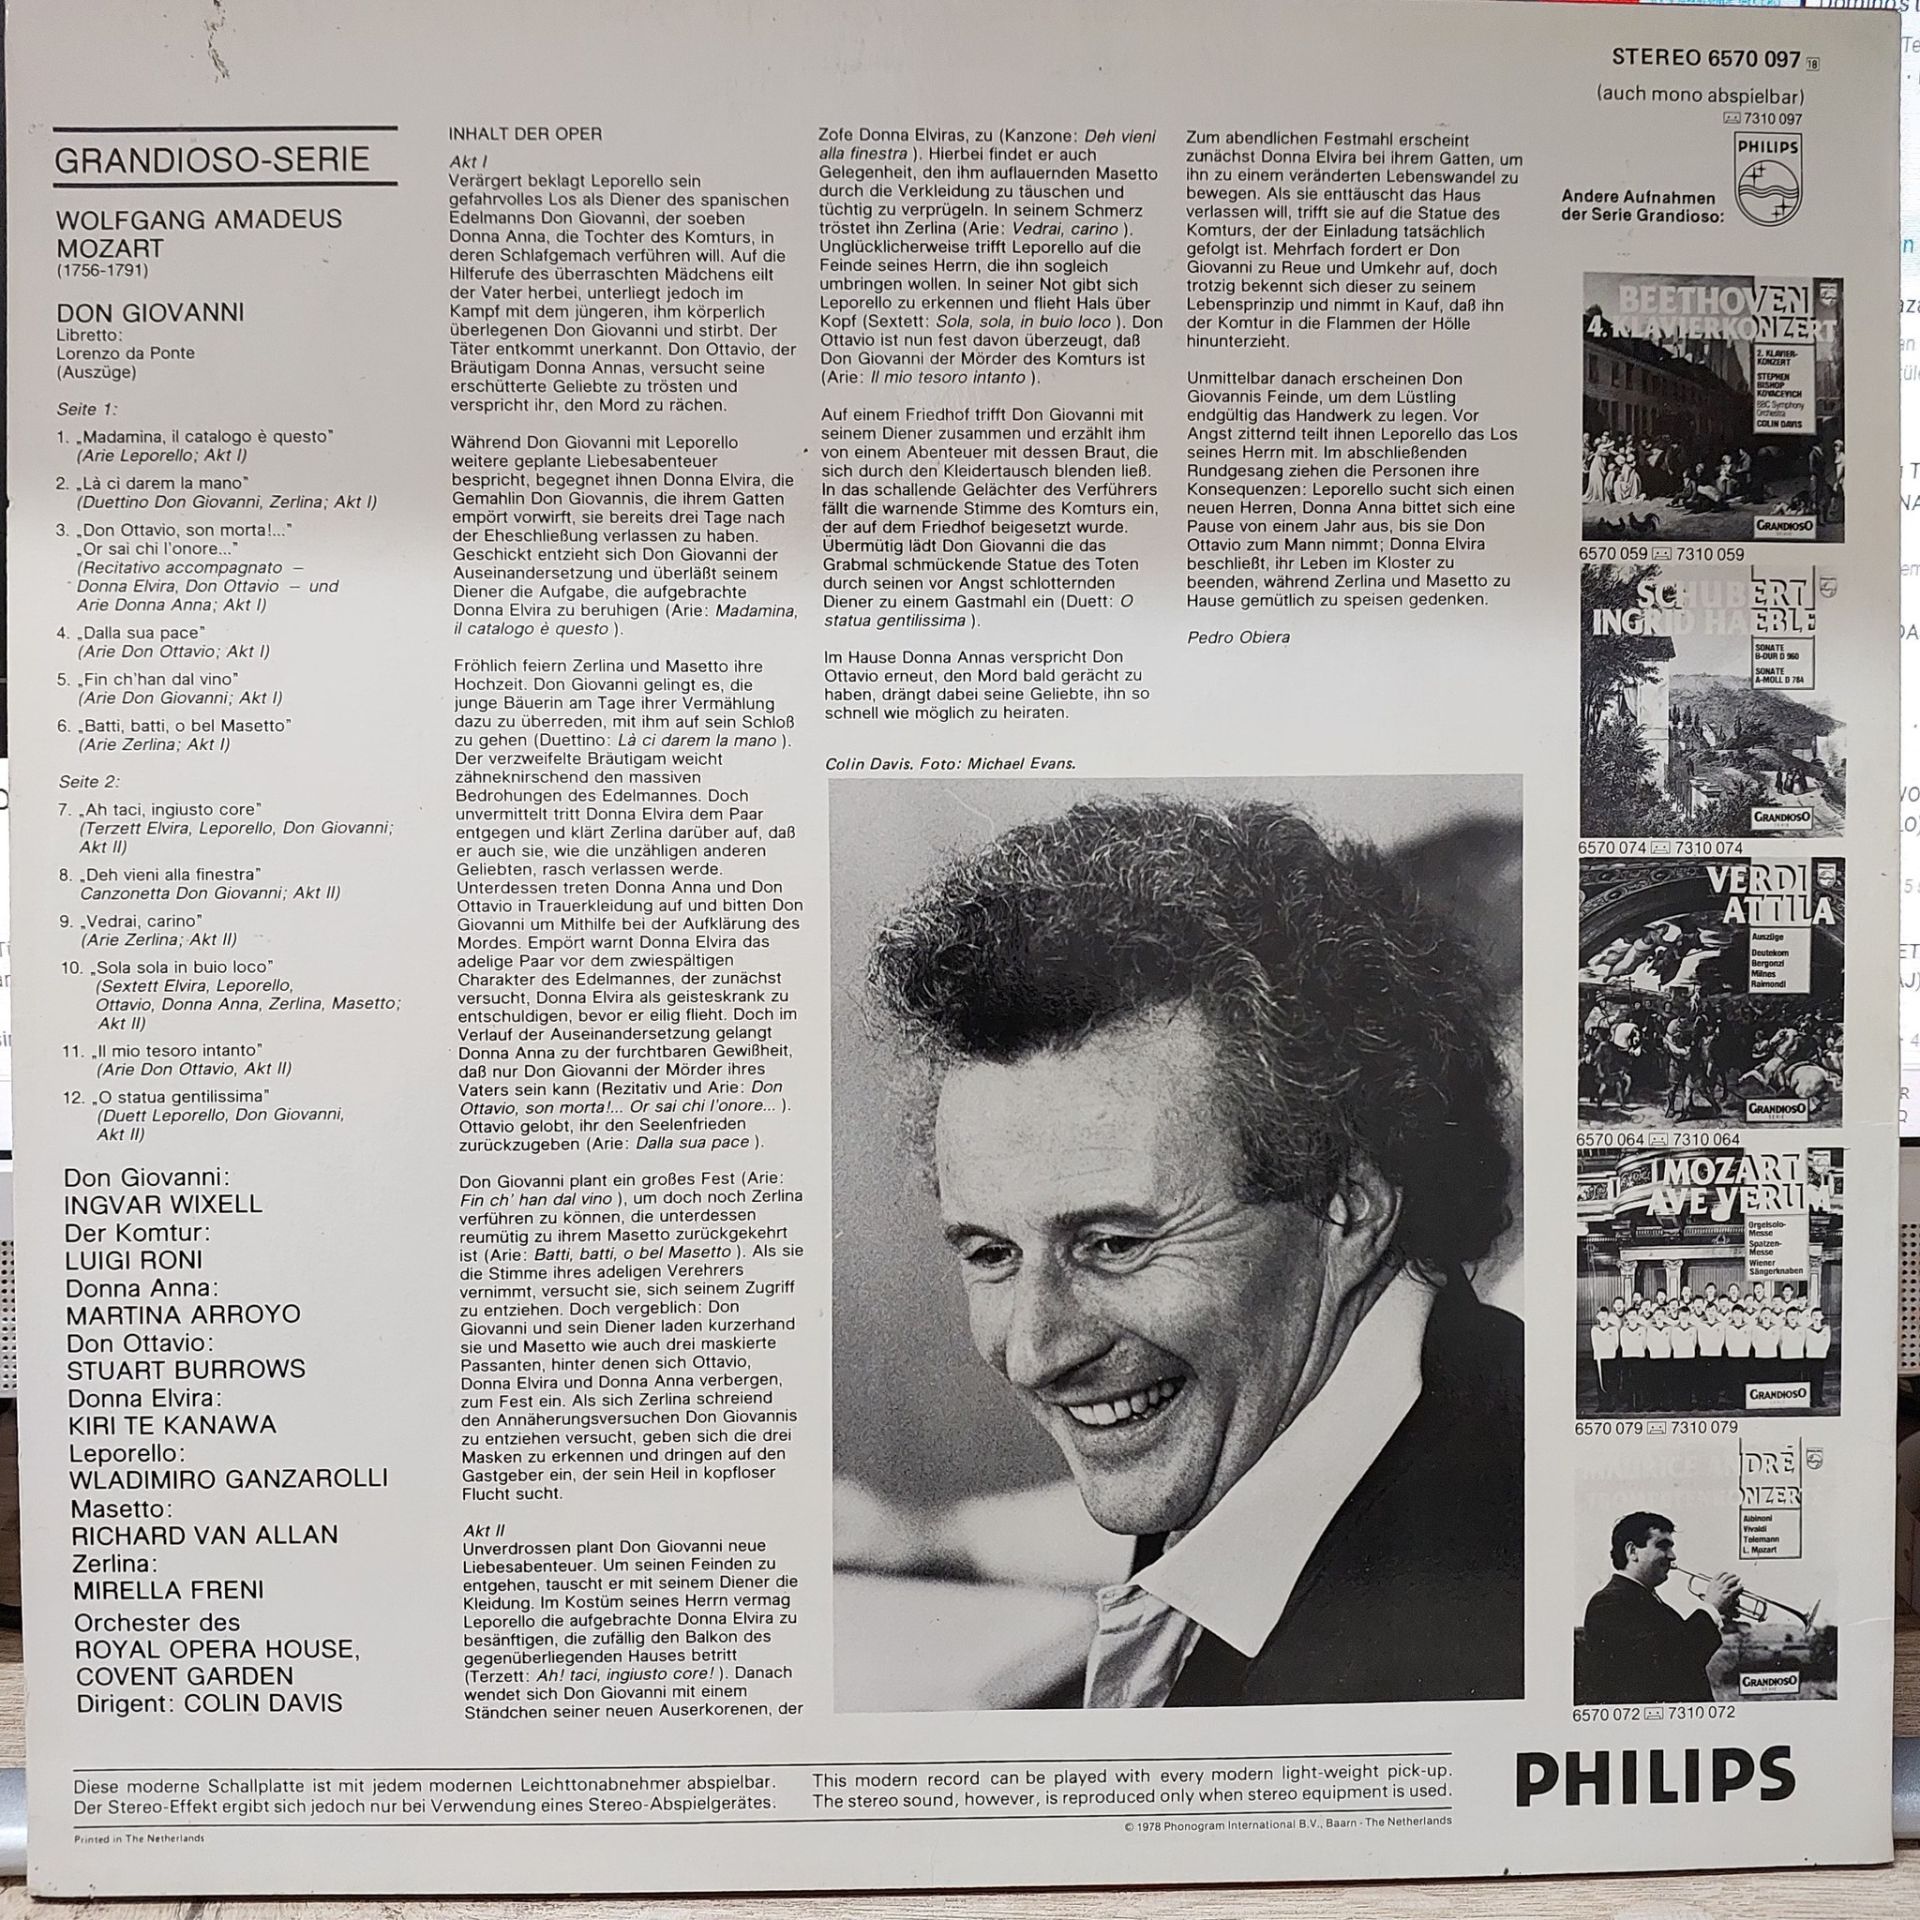 STEREO 6570 097 18
(auch mono abspielbar)
7310 097
PHILIPS
GRANDIOSO-SERIE
WOLFGANG AMADEUS
MOZART
(1756-1791)
DON GIOVANNI
Libretto:
Lorenzo da Ponte
(Auszüge)
Seite 1:
1. „Madamina, il catalogo è questo”
(Arie Leporello; Akt I)
2. „Là ci darem la mano”
(Duettino Don Giovanni, Zerlina; Akt I)
3. „Don Ottavio, son morta!...”
„Or sai chi l'onore...”
(Recitativo accompagnato –
Donna Elvira, Don Ottavio – und
Arie Donna Anna; Akt I)
4. „Dalla sua pace”
(Arie Don Ottavio; Akt I)
5. „Fin ch'han dal vino”
(Arie Don Giovanni; Akt I)
6. „Batti, batti, o bel Masetto”
(Arie Zerlina; Akt I)
Seite 2:
7. „Ah taci, ingiusto core”
(Terzett Elvira, Leporello, Don Giovanni;
Akt II)
8. „Deh vieni alla finestra”
Canzonetta Don Giovanni; Akt II)
9. „Vedrai, carino”
(Arie Zerlina; Akt II)
10. „Sola sola in buio loco”
(Sextett Elvira, Leporello,
Ottavio, Donna Anna, Zerlina, Masetto;
Akt II)
11. „Il mio tesoro intanto”
(Arie Don Ottavio, Akt II)
12. „O statua gentilissima”
(Duett Leporello, Don Giovanni,
Akt II)
Don Giovanni:
INGVAR WIXELL
Der Komtur:
LUIGI RONI
Donna Anna:
MARTINA ARROYO
Don Ottavio:
STUART BURROWS
Donna Elvira:
KIRI TE KANAWA
Leporello:
WLADIMIRO GANZAROLLI
Masetto:
RICHARD VAN ALLAN
Zerlina:
MIRELLA FRENI
Orchester des
ROYAL OPERA HOUSE,
COVENT GARDEN
Dirigent: COLIN DAVIS
INHALT DER OPER
Akt I
Verärgert beklagt Leporello sein
gefahrvolles Los als Diener des spanischen
Edelmanns Don Giovanni, der soeben
Donna Anna, die Tochter des Komturs, in
deren Schlafgemach verführen will. Auf die
Hilferufe des überraschten Mädchens eilt
der Vater herbei, unterliegt jedoch im
Kampf mit dem jüngeren, ihm körperlich
überlegenen Don Giovanni und stirbt. Der
Täter entkommt unerkannt. Don Ottavio, der
Bräutigam Donna Annas, versucht seine
erschütterte Geliebte zu trösten und
verspricht ihr, den Mord zu rächen.
Während Don Giovanni mit Leporello
weitere geplante Liebesabenteuer
bespricht, begegnet ihnen Donna Elvira, die
Gemahlin Don Giovannis, die ihrem Gatten
empört vorwirft, sie bereits drei Tage nach
der Eheschließung verlassen zu haben.
Geschickt entzieht sich Don Giovanni der
Auseinandersetzung und überläßt seinem
Diener die Aufgabe, die aufgebrachte
Donna Elvira zu beruhigen (Arie: Madamina,
il catalogo è questo ).
Fröhlich feiern Zerlina und Masetto ihre
Hochzeit. Don Giovanni gelingt es, die
junge Bäuerin am Tage ihrer Vermählung
dazu zu überreden, mit ihm auf sein Schloß
zu gehen (Duettino: Là ci darem la mano ).
Der verzweifelte Bräutigam weicht
zähneknirschend den massiven
Bedrohungen des Edelmannes. Doch
unvermittelt tritt Donna Elvira dem Paar
entgegen und klärt Zerlina darüber auf, daß
er auch sie, wie die unzähligen anderen
Geliebten, rasch verlassen werde.
Unterdessen treten Donna Anna und Don
Ottavio in Trauerkleidung auf und bitten Don
Giovanni um Mithilfe bei der Aufklärung des
Mordes. Empört warnt Donna Elvira das
adelige Paar vor dem zwiespältigen
Charakter des Edelmannes, der zunächst
versucht, Donna Elvira als geisteskrank zu
entschuldigen, bevor er eilig flieht. Doch im
Verlauf der Auseinandersetzung gelangt
Donna Anna zu der furchtbaren Gewißheit,
daß nur Don Giovanni der Mörder ihres
Vaters sein kann (Rezitativ und Arie: Don
Ottavio, son morta!... Or sai chi l'onore... ).
Ottavio gelobt, ihr den Seelenfrieden
zurückzugeben (Arie: Dalla sua pace ).
Don Giovanni plant ein großes Fest (Arie:
Fin ch' han dal vino ), um doch noch Zerlina
verführen zu können, die unterdessen
reumütig zu ihrem Masetto zurückgekehrt
ist (Arie: Batti, batti, o bel Masetto ). Als sie
die Stimme ihres adeligen Verehrers
vernimmt, versucht sie, sich seinem Zugriff
zu entziehen. Doch vergeblich: Don
Giovanni und sein Diener laden kurzerhand
sie und Masetto wie auch drei maskierte
Passanten, hinter denen sich Ottavio,
Donna Elvira und Donna Anna verbergen,
zum Fest ein. Als sich Zerlina schreiend
den Annäherungsversuchen Don Giovannis
zu entziehen versucht, geben sich die drei
Masken zu erkennen und dringen auf den
Gastgeber ein, der sein Heil in kopfloser
Flucht sucht.
Akt II
Unverdrossen plant Don Giovanni neue
Liebesabenteuer. Um seinen Feinden zu
entgehen, tauscht er mit seinem Diener die
Kleidung. Im Kostüm seines Herrn vermag
Leporello die aufgebrachte Donna Elvira zu
besänftigen, die zufällig den Balkon des
gegenüberliegenden Hauses betritt
(Terzett: Ah! taci, ingiusto core! ). Danach
wendet sich Don Giovanni mit einem
Ständchen seiner neuen Auserkorenen, der
Zofe Donna Elviras, zu (Kanzone: Deh vieni
alla finestra ). Hierbei findet er auch
Gelegenheit, den ihm auflauernden Masetto
durch die Verkleidung zu täuschen und
tüchtig zu verprügeln. In seinem Schmerz
tröstet ihn Zerlina (Arie: Vedrai, carino ).
Unglücklicherweise trifft Leporello auf die
Feinde seines Herrn, die ihn sogleich
umbringen wollen. In seiner Not gibt sich
Leporello zu erkennen und flieht Hals über
Kopf (Sextett: Sola, sola, in buio loco ). Don
Ottavio ist nun fest davon überzeugt, daß
Don Giovanni der Mörder des Komturs ist
(Arie: Il mio tesoro intanto ).
Auf einem Friedhof trifft Don Giovanni mit
seinem Diener zusammen und erzählt ihm
von einem Abenteuer mit dessen Braut, die
sich durch den Kleidertausch blenden ließ.
In das schallende Gelächter des Verführers
fällt die warnende Stimme des Komturs ein,
der auf dem Friedhof beigesetzt wurde.
Übermütig lädt Don Giovanni die das
Grabmal schmückende Statue des Toten
durch seinen vor Angst schlotternden
Diener zu einem Gastmahl ein (Duett: O
statua gentilissima ).
Im Hause Donna Annas verspricht Don
Ottavio erneut, den Mord bald gerächt zu
haben, drängt dabei seine Geliebte, ihn so
schnell wie möglich zu heiraten.
Zum abendlichen Festmahl erscheint
zunächst Donna Elvira bei ihrem Gatten, um
ihn zu einem veränderten Lebenswandel zu
bewegen. Als sie enttäuscht das Haus
verlassen will, trifft sie auf die Statue des
Komturs, der der Einladung tatsächlich
gefolgt ist. Mehrfach fordert er Don
Giovanni zu Reue und Umkehr auf, doch
trotzig bekennt sich dieser zu seinem
Lebensprinzip und nimmt in Kauf, daß ihn
der Komtur in die Flammen der Hölle
hinunterzieht.
Unmittelbar danach erscheinen Don
Giovannis Feinde, um dem Lüstling
endgültig das Handwerk zu legen. Vor
Angst zitternd teilt ihnen Leporello das Los
seines Herrn mit. Im abschließenden
Rundgesang ziehen die Personen ihre
Konsequenzen: Leporello sucht sich einen
neuen Herren, Donna Anna bittet sich eine
Pause von einem Jahr aus, bis sie Don
Ottavio zum Mann nimmt; Donna Elvira
beschließt, ihr Leben im Kloster zu
beenden, während Zerlina und Masetto zu
Hause gemütlich zu speisen gedenken.
Pedro Obiera
Colin Davis. Foto: Michael Evans.
Andere Aufnahmen
der Serie Grandioso:
BEETHOVEN
4. KLAVIERKONZERT
2. KLAVIER-
KONZERT
STEPHEN
BISHOP
KOVACEVICH
BBC Symphony
Orchestra
COLIN DAVIS
GRANDIOSO
6570 059 7310 059
SCHUBERT
INGRID HAEBLER
SONATE
B-DUR D 960
SONATE
A-MOLL D 784
GRANDIOSO
6570 074 7310 074
VERDI
ATTILA
Auszüge
Deutekom
Bergonzi
Milnes
Raimondi
GRANDIOSO
6570 064 7310 064
MOZART
AVE VERUM
Orgelsolo-
Messe
Spatzen-
Messe
Wiener
Sängerknaben
GRANDIOSO
6570 079 7310 079
MAURICE ANDRÉ
Albinoni
Vivaldi
Telemann
L. Mozart
GRANDIOSO
6570 072 7310 072
Diese moderne Schallplatte ist mit jedem modernen Leichttonabnehmer abspielbar.
Der Stereo-Effekt ergibt sich jedoch nur bei Verwendung eines Stereo-Abspielgerätes.
This modern record can be played with every modern light-weight pick-up.
The stereo sound, however, is reproduced only when stereo equipment is used.
PHILIPS
Printed in The Netherlands
© 1978 Phonogram International B.V., Baarn - The Netherlands